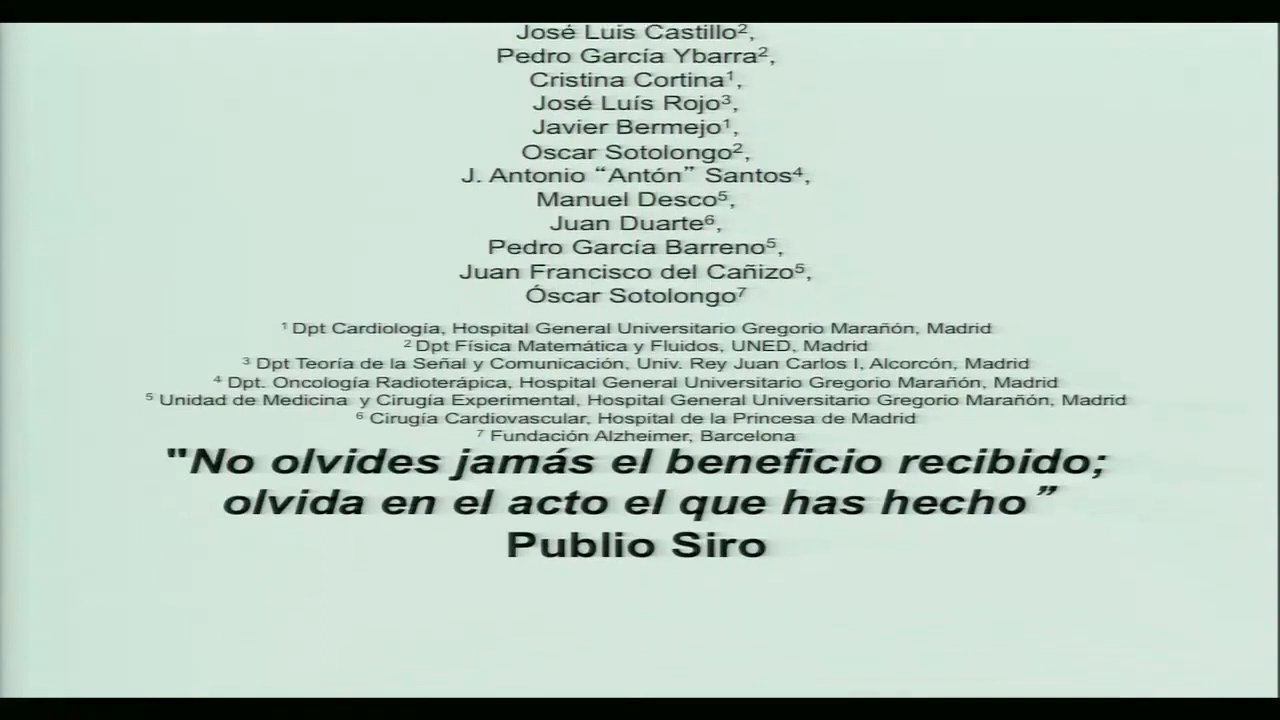 José Luis Castillo²,
Pedro García Ybarra²,
Cristina Cortina¹,
José Luís Rojo³,
Javier Bermejo¹,
Oscar Sotolongo²,
J. Antonio “Antón” Santos⁴,
Manuel Desco⁵,
Juan Duarte⁶,
Pedro García Barreno⁵,
Juan Francisco del Cañizo⁵,
Óscar Sotolongo⁷
¹ Dpt Cardiología, Hospital General Universitario Gregorio Marañón, Madrid
² Dpt Física Matemática y Fluidos, UNED, Madrid
³ Dpt Teoría de la Señal y Comunicación, Univ. Rey Juan Carlos I, Alcorcón, Madrid
⁴ Dpt. Oncología Radioterápica, Hospital General Universitario Gregorio Marañón, Madrid
⁵ Unidad de Medicina y Cirugía Experimental, Hospital General Universitario Gregorio Marañón, Madrid
⁶ Cirugía Cardiovascular, Hospital de la Princesa de Madrid
⁷ Fundación Alzheimer, Barcelona
"No olvides jamás el beneficio recibido;
olvida en el acto el que has hecho”
Publio Siro